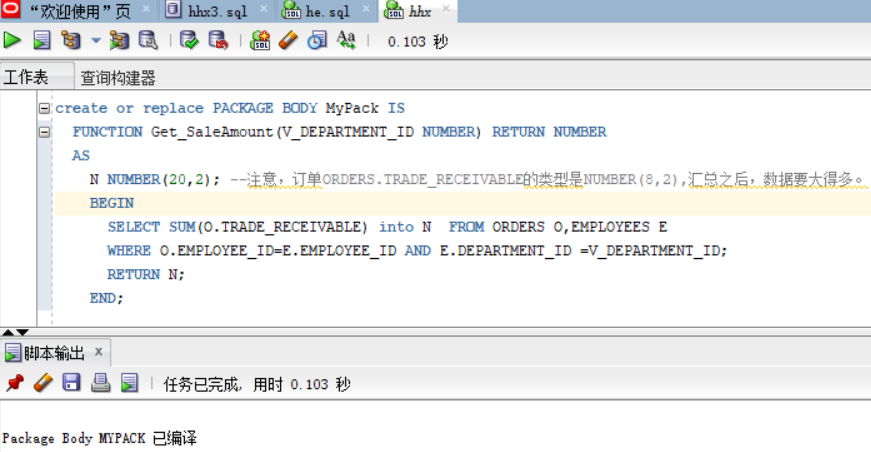 “欢迎使用”页 hhx3.sql he.sql hhx
0.103 秒
工作表 查询构建器
create or replace PACKAGE BODY MyPack IS
FUNCTION Get_SaleAmount(V_DEPARTMENT_ID NUMBER) RETURN NUMBER
AS
N NUMBER(20,2); --注意，订单ORDERS.TRADE_RECEIVABLE的类型是NUMBER(8,2),汇总之后，数据要大得多。
BEGIN
SELECT SUM(O.TRADE_RECEIVABLE) into N  FROM ORDERS O,EMPLOYEES E
WHERE O.EMPLOYEE_ID=E.EMPLOYEE_ID AND E.DEPARTMENT_ID =V_DEPARTMENT_ID;
RETURN N;
END;
脚本输出 x
任务已完成, 用时 0.103 秒
Package Body MYPACK 已编译